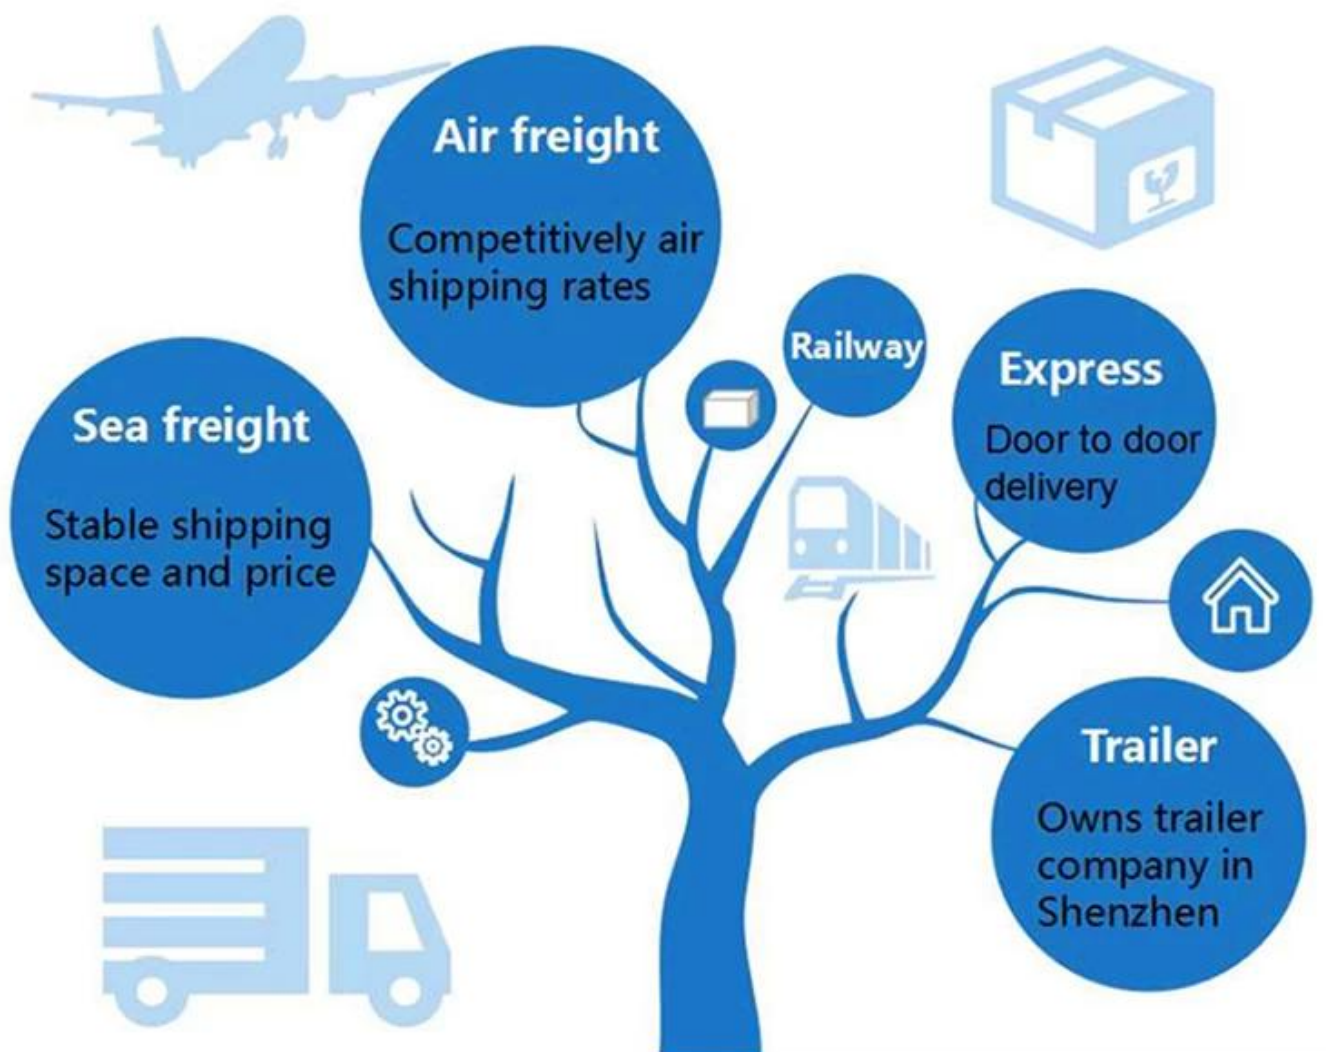 Air freight
Competitively air
shipping rates
Railway
Express
Door to door
delivery
Sea freight
Stable shipping
space and price
Trailer
Owns trailer
company in
Shenzhen